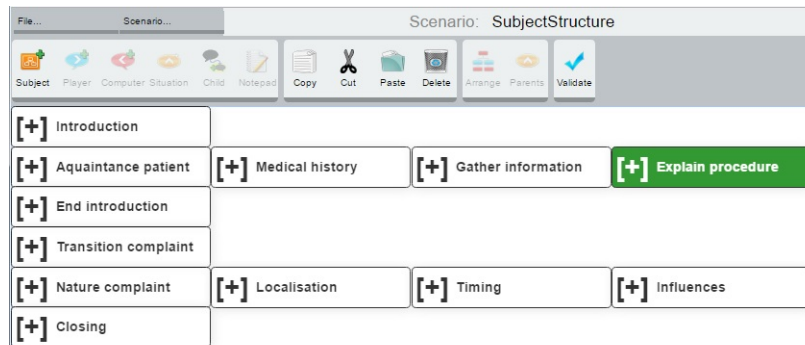 File... Scenario... Scenario: SubjectStructure
Subject Player Computer Situation Child Notepad Copy Cut Paste Delete Arrange Parents Validate
[+] Introduction
[+] Aquaintance patient [+] Medical history [+] Gather information [+] Explain procedure
[+] End introduction
[+] Transition complaint
[+] Nature complaint [+] Localisation [+] Timing [+] Influences
[+] Closing